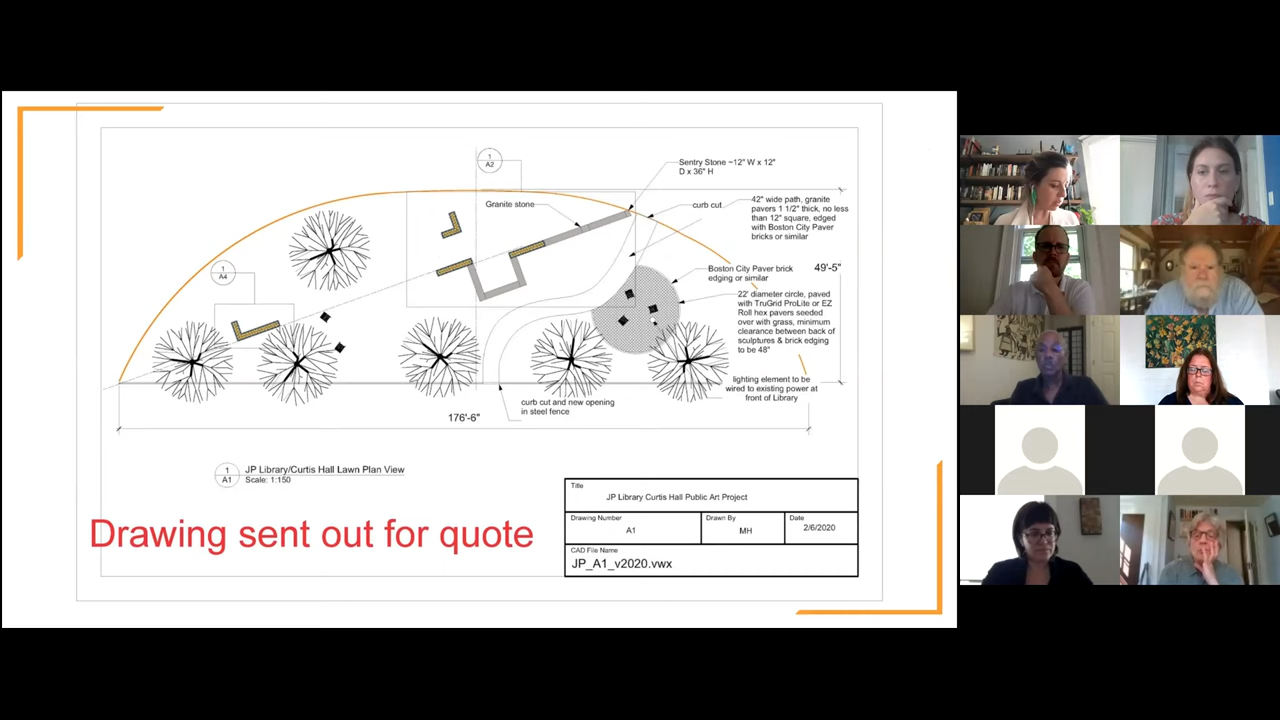 1
A2
Sentry Stone ~12" W x 12"
D x 36" H
Granite stone
curb cut
42" wide path, granite
pavers 1 1/2" thick, no less
than 12" square, edged
with Boston City Paver
bricks or similar
1
A4
Boston City Paver brick
edging or similar
49'-5"
22' diameter circle, paved
with TruGrid ProLite or EZ
Roll hex pavers seeded
over with grass, minimum
clearance between back of
sculptures & brick edging
to be 48"
lighting element to be
wired to existing power at
front of Library
curb cut and new opening
in steel fence
176'-6"
1
A1
JP Library/Curtis Hall Lawn Plan View
Scale: 1:150
Drawing sent out for quote
Title
JP Library Curtis Hall Public Art Project
Drawing Number
A1
Drawn By
MH
Date
2/6/2020
CAD File Name
JP_A1_v2020.vwx